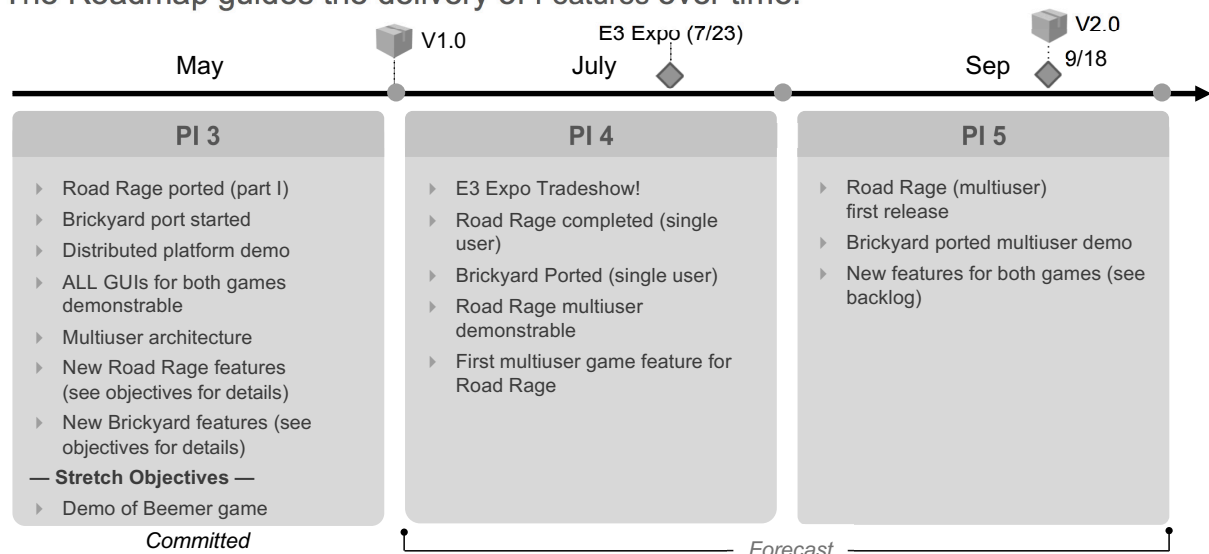 The Roadmap guides the delivery of Features over time.
V1.0
E3 Expo (7/23)
V2.0
May
July
Sep
9/18
PI 3
Road Rage ported (part I)
Brickyard port started
Distributed platform demo
ALL GUIs for both games
demonstrable
Multiuser architecture
New Road Rage features
(see objectives for details)
New Brickyard features (see
objectives for details)
— Stretch Objectives —
Demo of Beemer game
Committed
PI 4
E3 Expo Tradeshow!
Road Rage completed (single
user)
Brickyard Ported (single user)
Road Rage multiuser
demonstrable
First multiuser game feature for
Road Rage
PI 5
Road Rage (multiuser)
first release
Brickyard ported multiuser demo
New features for both games (see
backlog)
Forecast